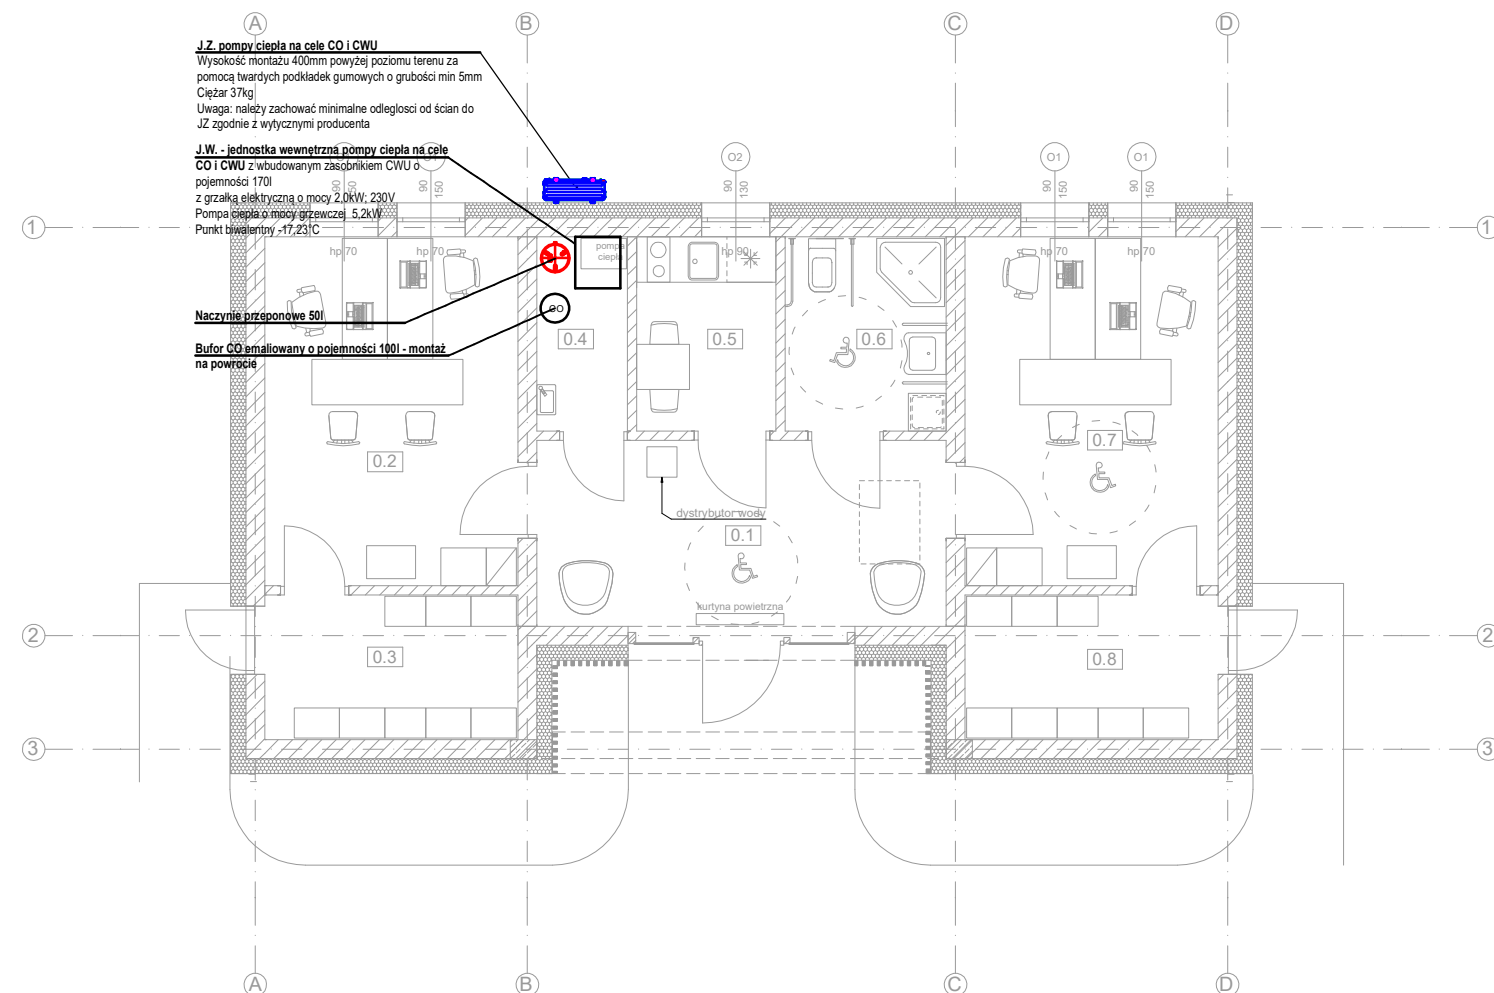 A
B
C
D
J.Z. pompy ciepła na cele CO i CWU
Wysokość montażu 400mm powyżej poziomu terenu za
pomocą twardych podkładek gumowych o grubości min 5mm
Ciężar 37kg
Uwaga: należy zachować minimalne odleglosci od ścian do
JZ zgodnie z wytycznymi producenta
J.W. - jednostka wewnętrzna pompy ciepła na cele
CO i CWU z wbudowanym zasobnikiem CWU o
pojemności 170l
z grzałką elektryczną o mocy 2,0kW; 230V
Pompa ciepła o mocy grzewczej 5,2kW
Punkt biwalentny -17,23°C
O1
O2
O1
O1
90
150
90
150
90
130
90
150
90
150
1
1
hp 70
hp 70
pompa
ciepła
hp 90
hp 70
hp 70
Naczynie przeponowe 50l
CO
Bufor CO emaliowany o pojemności 100l - montaż
na powrocie
0.4
0.5
0.6
0.2
0.7
dystrybutor wody
0.1
kurtyna powietrzna
2
2
0.3
0.8
3
3
A
B
C
D